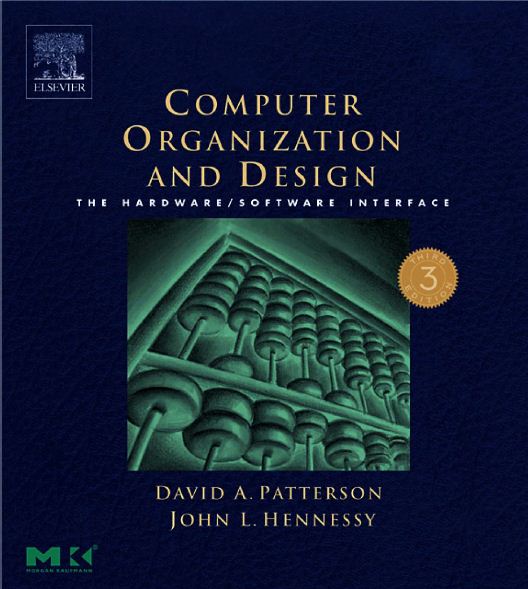 ELSEVIER
COMPUTER
ORGANIZATION
AND DESIGN
THE HARDWARE/SOFTWARE INTERFACE
THIRD
3
EDITION
DAVID A. PATTERSON
JOHN L. HENNESSY
MK®
MORGAN KAUFMANN